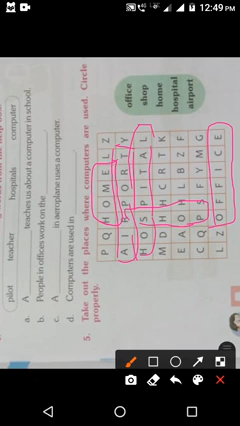 12:49 PM
pilot teacher hospitals computer
a. A teaches us about a computer in school.
b. People in offices work on the
c. A in aeroplane uses a computer.
d. Computers are used in
5. Take out the places where computers are used. Circle
properly.
P Q H O M E L Z
A I R P O R T Y
H O S P I T A L
M D H H C R T K
E A O H L B Z F
C Q P S F Y M G
L Z O F F I C E
office
shop
home
hospital
airport